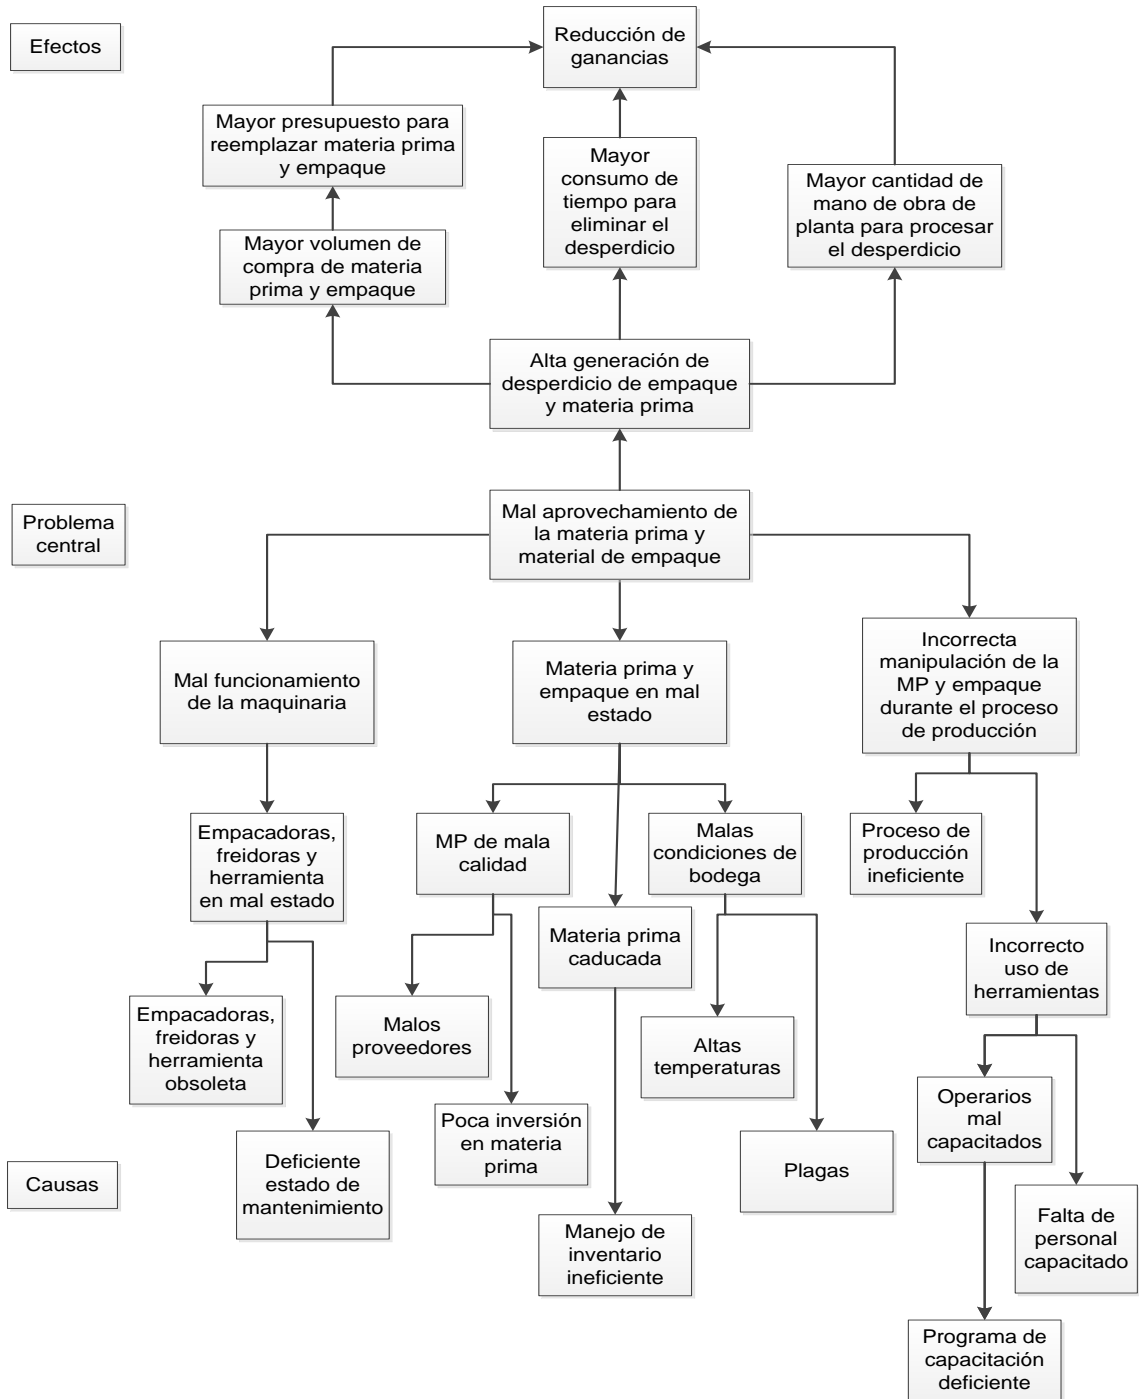 Efectos
Reducción de
ganancias
Mayor presupuesto para
reemplazar materia prima
y empaque
Mayor
consumo de
tiempo para
eliminar el
desperdicio
Mayor cantidad de
mano de obra de
planta para procesar
el desperdicio
Mayor volumen de
compra de materia
prima y empaque
Alta generación de
desperdicio de empaque
y materia prima
Problema
central
Mal aprovechamiento de
la materia prima y
material de empaque
Mal funcionamiento
de la maquinaria
Materia prima y
empaque en mal
estado
Incorrecta
manipulación de la
MP y empaque
durante el proceso
de producción
Empacadoras,
freidoras y
herramienta
en mal estado
MP de mala
calidad
Malas
condiciones de
bodega
Proceso de
producción
ineficiente
Materia prima
caducada
Incorrecto
uso de
herramientas
Empacadoras,
freidoras y
herramienta
obsoleta
Malos
proveedores
Altas
temperaturas
Operarios
mal
capacitados
Poca inversión
en materia
prima
Deficiente
estado de
mantenimiento
Plagas
Causas
Falta de
personal
capacitado
Manejo de
inventario
ineficiente
Programa de
capacitación
deficiente